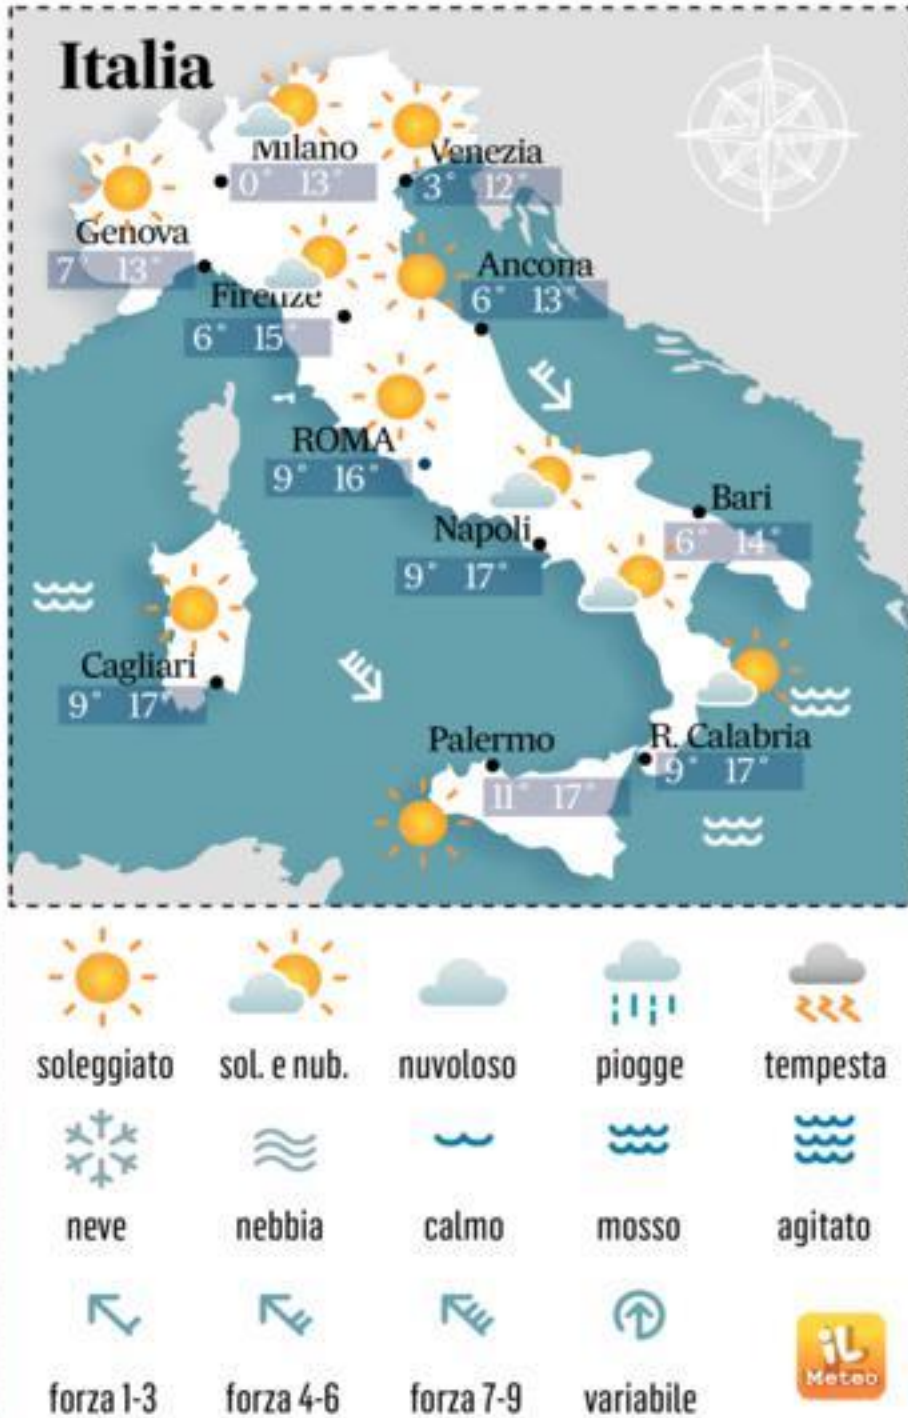 Italia
Milano
0° 13°
Venezia
3° 12°
Genova
7° 13°
Ancona
6° 13°
Firenze
6° 15°
ROMA
9° 16°
Bari
6° 14°
Napoli
9° 17°
Cagliari
9° 17°
Palermo
11° 17°
R. Calabria
9° 17°
soleggiato sol. e nub. nuvoloso piogge tempesta
neve nebbia calmo mosso agitato
forza 1-3 forza 4-6 forza 7-9 variabile
iL
Meteo